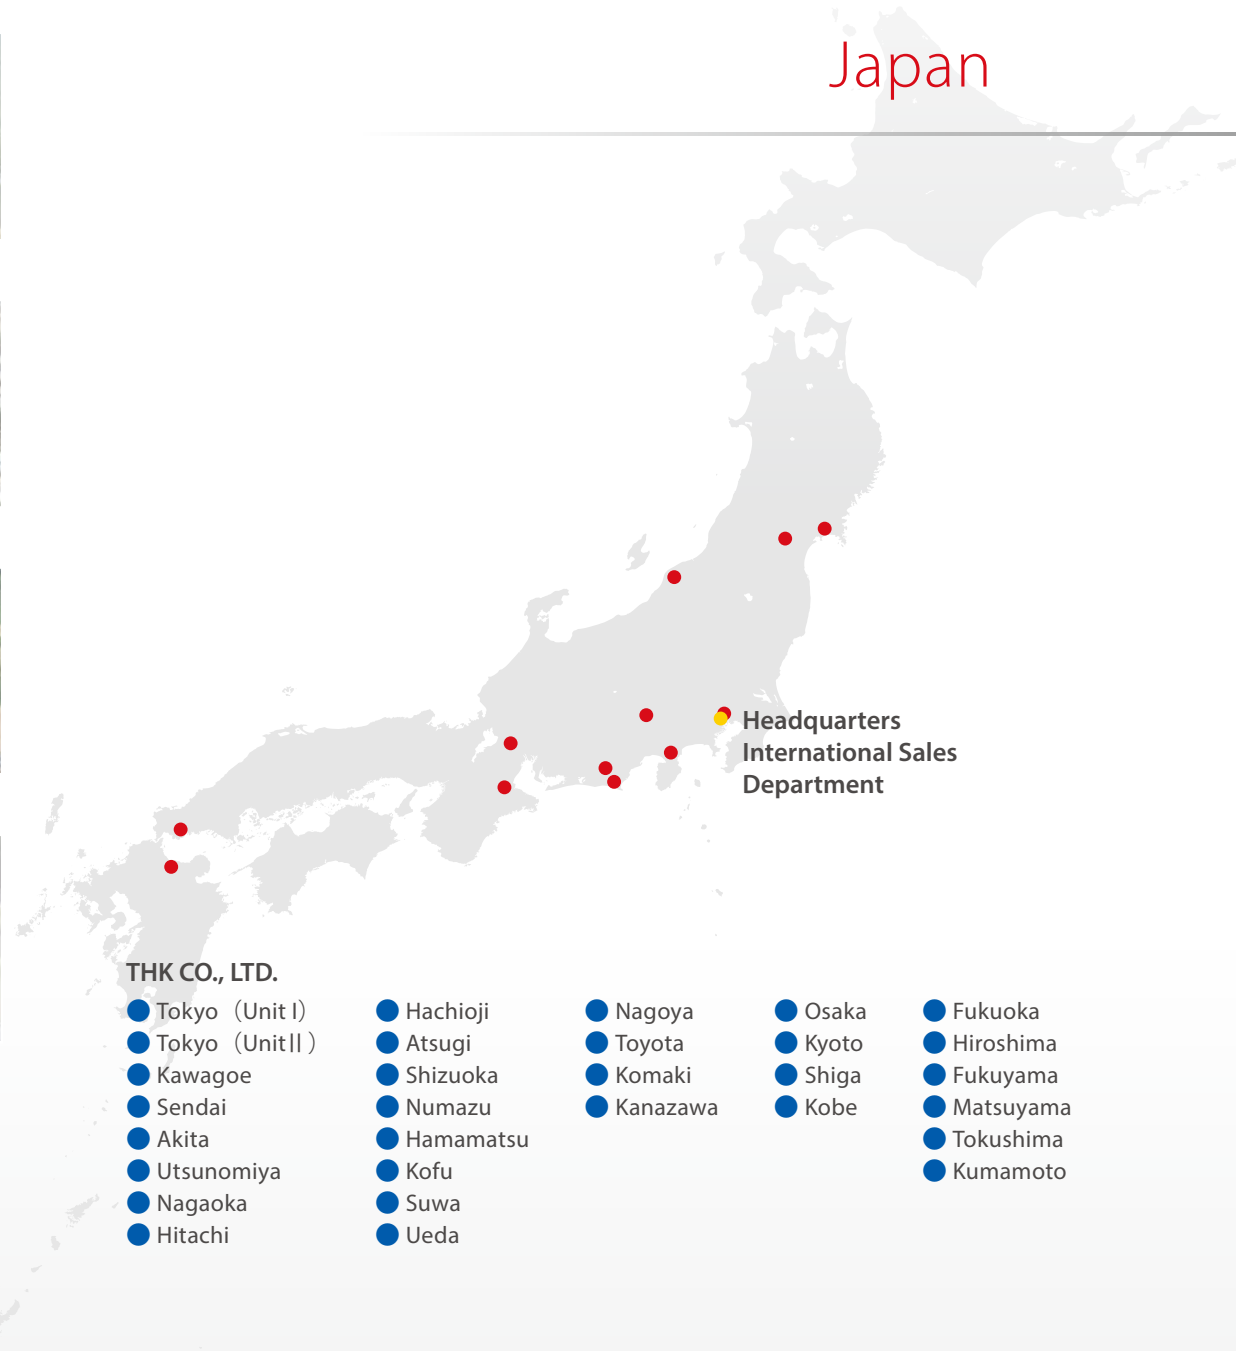 Japan
Headquarters
International Sales
Department
THK CO., LTD.
Tokyo（Unit I）
Tokyo（Unit||）
Kawagoe
Sendai
Akita
Utsunomiya
Nagaoka
Hitachi
Hachioji
Atsugi
Shizuoka
Numazu
Hamamatsu
Kofu
Suwa
Ueda
Nagoya
Toyota
Komaki
Kanazawa
Osaka
Kyoto
Shiga
Kobe
Fukuoka
Hiroshima
Fukuyama
Matsuyama
Tokushima
Kumamoto